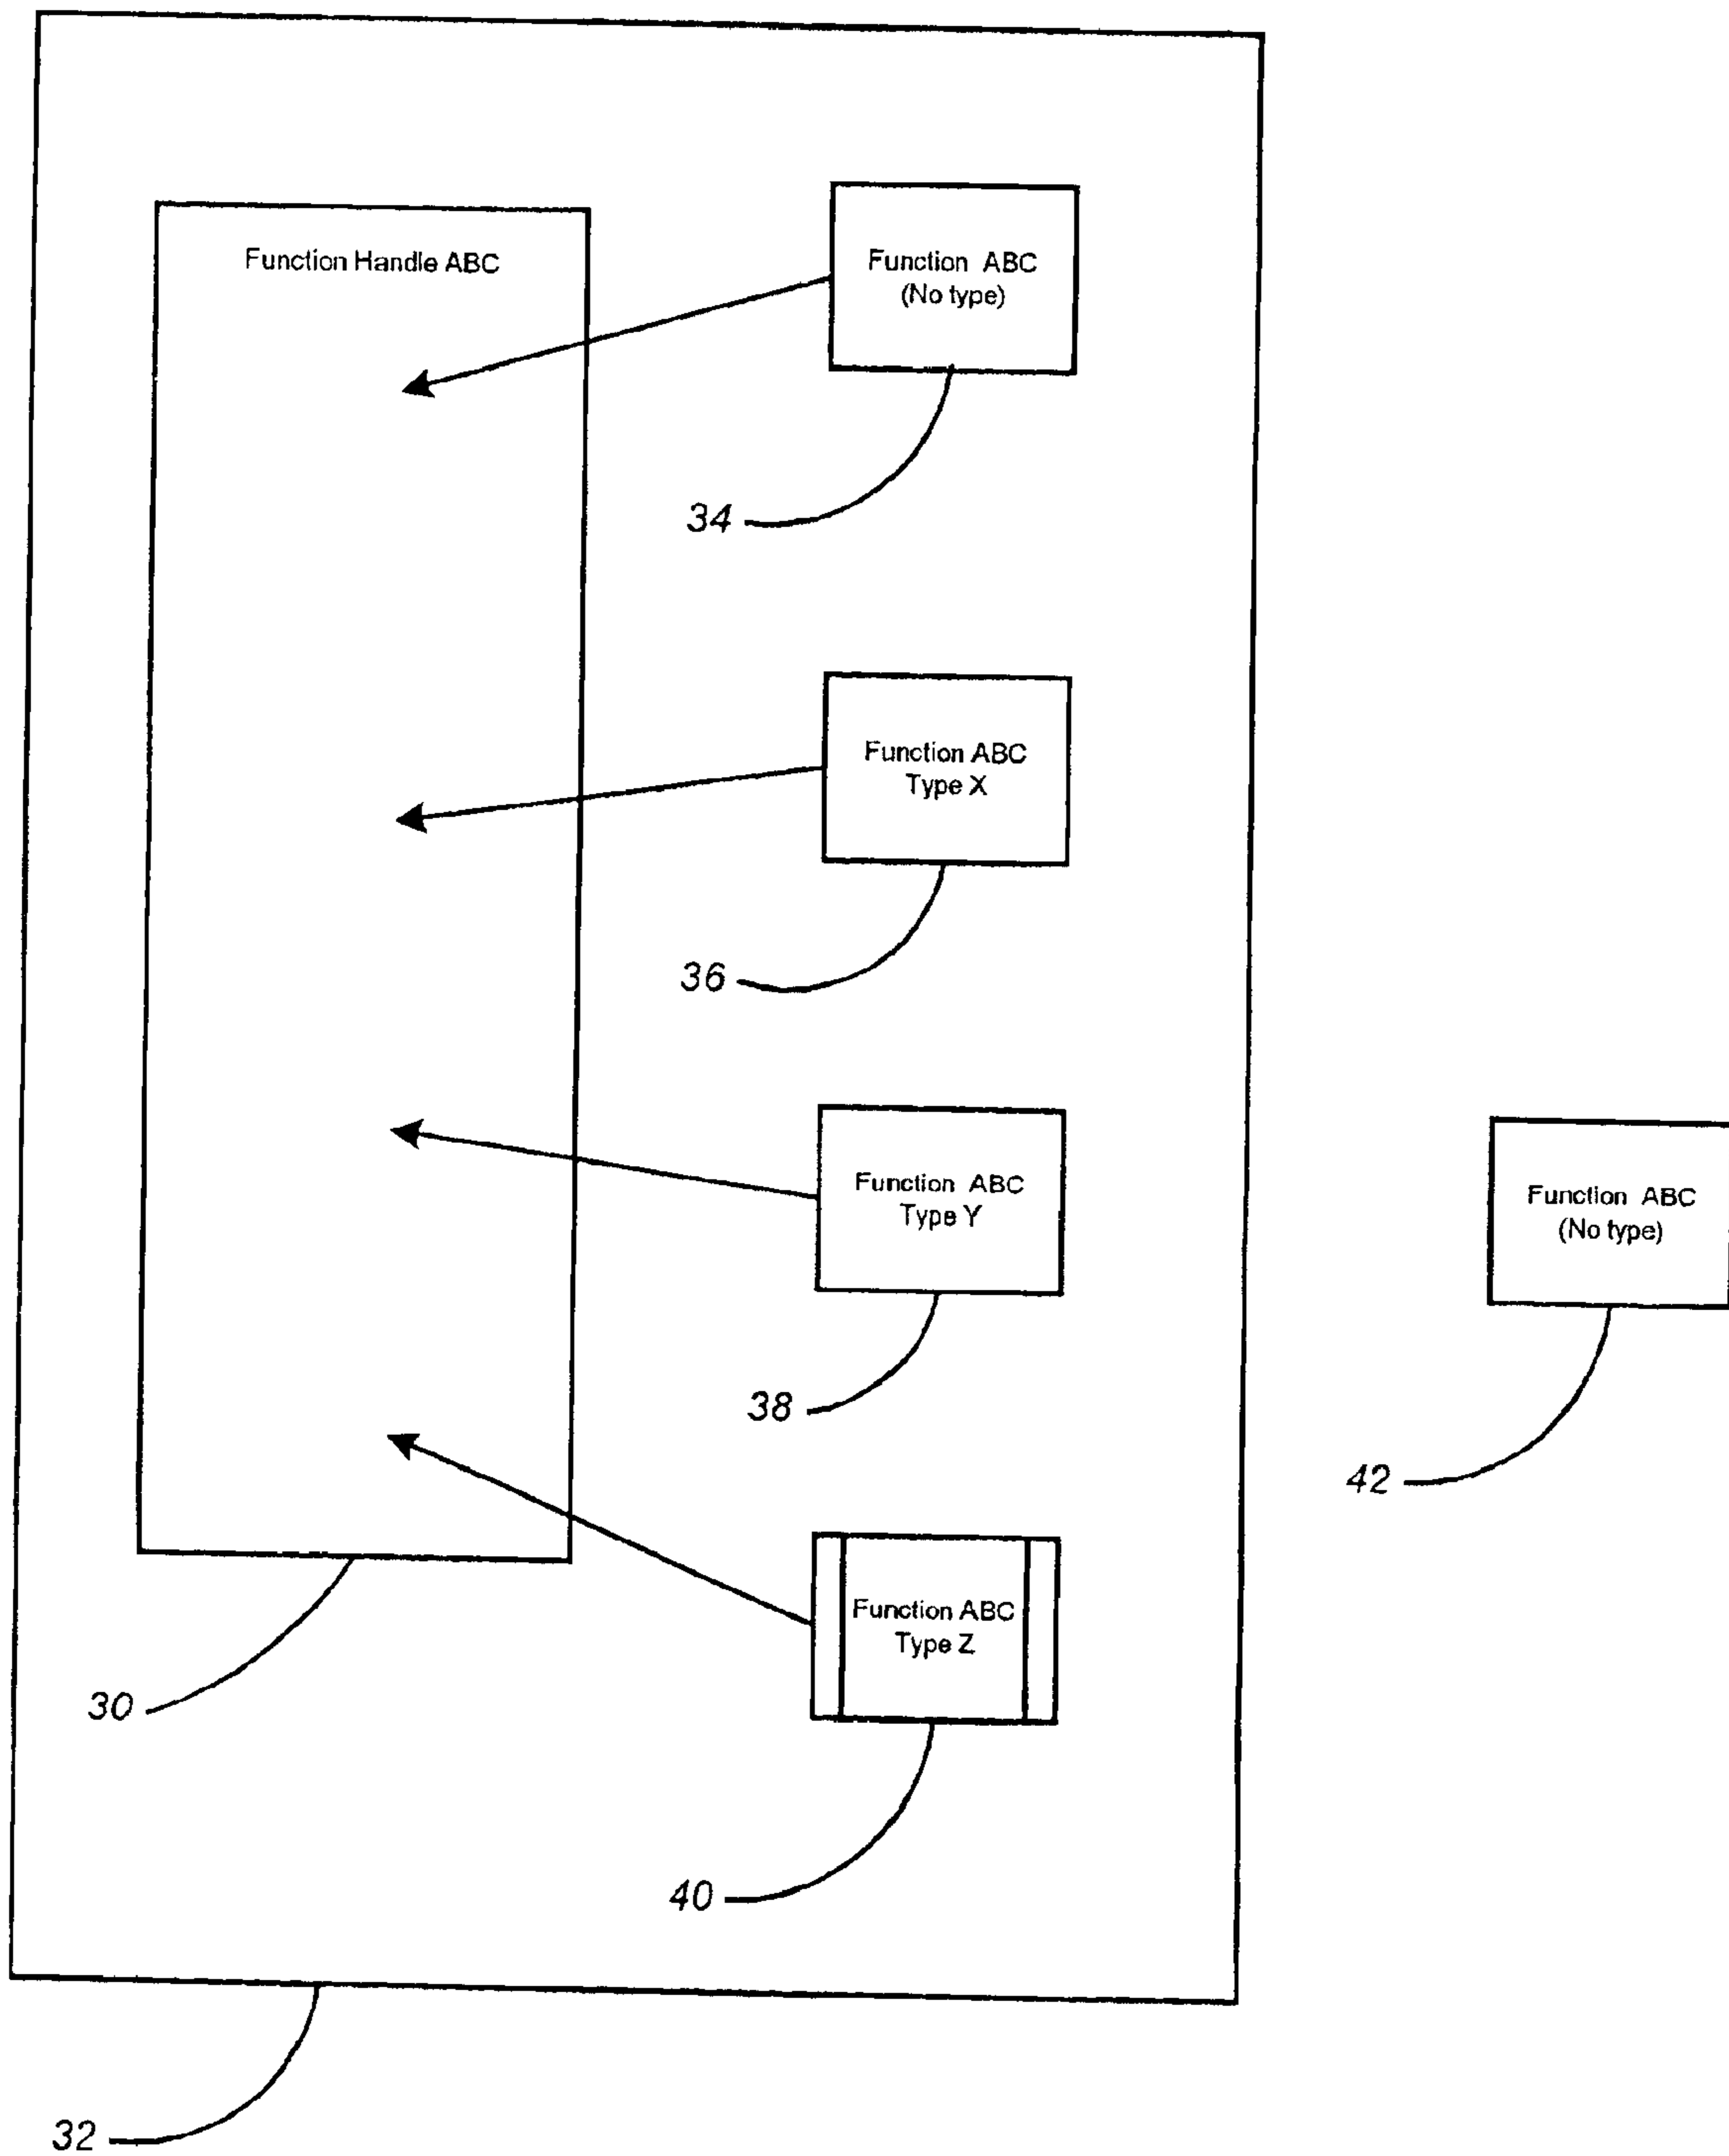 Function Handle ABC
Function ABC
(No type)
34
Function ABC
Type X
36
Function ABC
Type Y
38
Function ABC
(No type)
42
Function ABC
Type Z
30
40
32